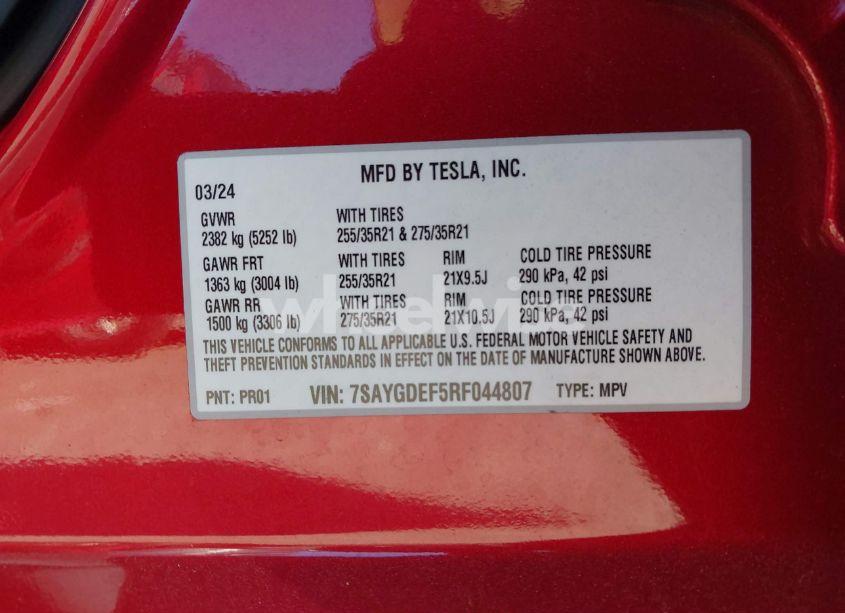 MFD BY TESLA, INC.
03/24
GVWR WITH TIRES
2382 kg (5252 lb) 255/35R21 & 275/35R21
GAWR FRT WITH TIRES RIM COLD TIRE PRESSURE
1363 kg (3004 lb) 255/35R21 21X9.5J 290 kPa, 42 psi
GAWR RR WITH TIRES RIM COLD TIRE PRESSURE
1500 kg (3306 lb) 275/35R21 21X10.5J 290 kPa, 42 psi
THIS VEHICLE CONFORMS TO ALL APPLICABLE U.S. FEDERAL MOTOR VEHICLE SAFETY AND
THEFT PREVENTION STANDARDS IN EFFECT ON THE DATE OF MANUFACTURE SHOWN ABOVE.
PNT: PR01 VIN: 7SAYGDEF5RF044807 TYPE: MPV